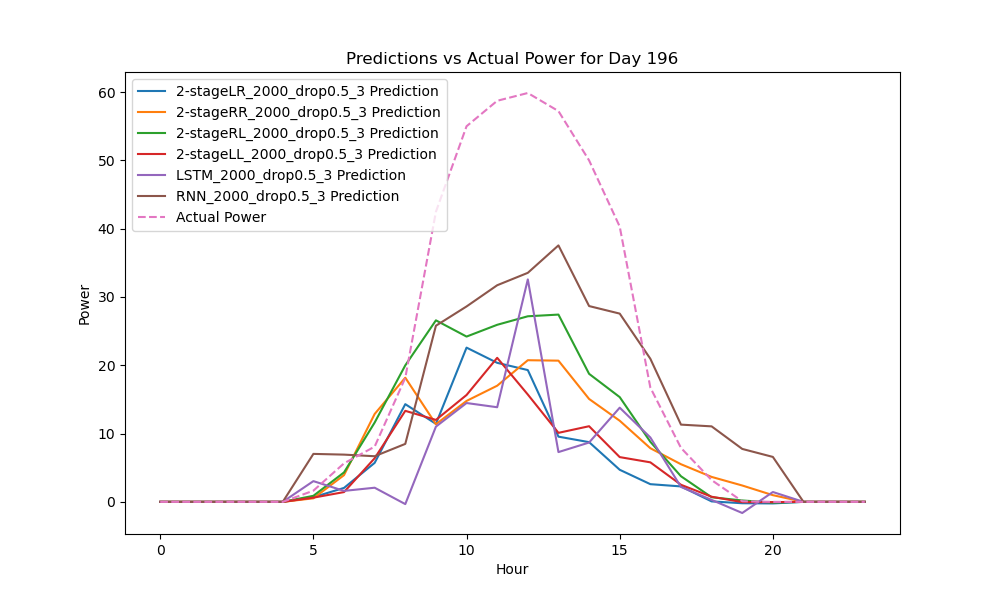 Predictions vs Actual Power for Day 196
2-stageLR_2000_drop0.5_3 Prediction
2-stageRR_2000_drop0.5_3 Prediction
2-stageRL_2000_drop0.5_3 Prediction
2-stageLL_2000_drop0.5_3 Prediction
LSTM_2000_drop0.5_3 Prediction
RNN_2000_drop0.5_3 Prediction
Actual Power
60
50
40
30
20
10
0
Power
0 5 10 15 20
Hour